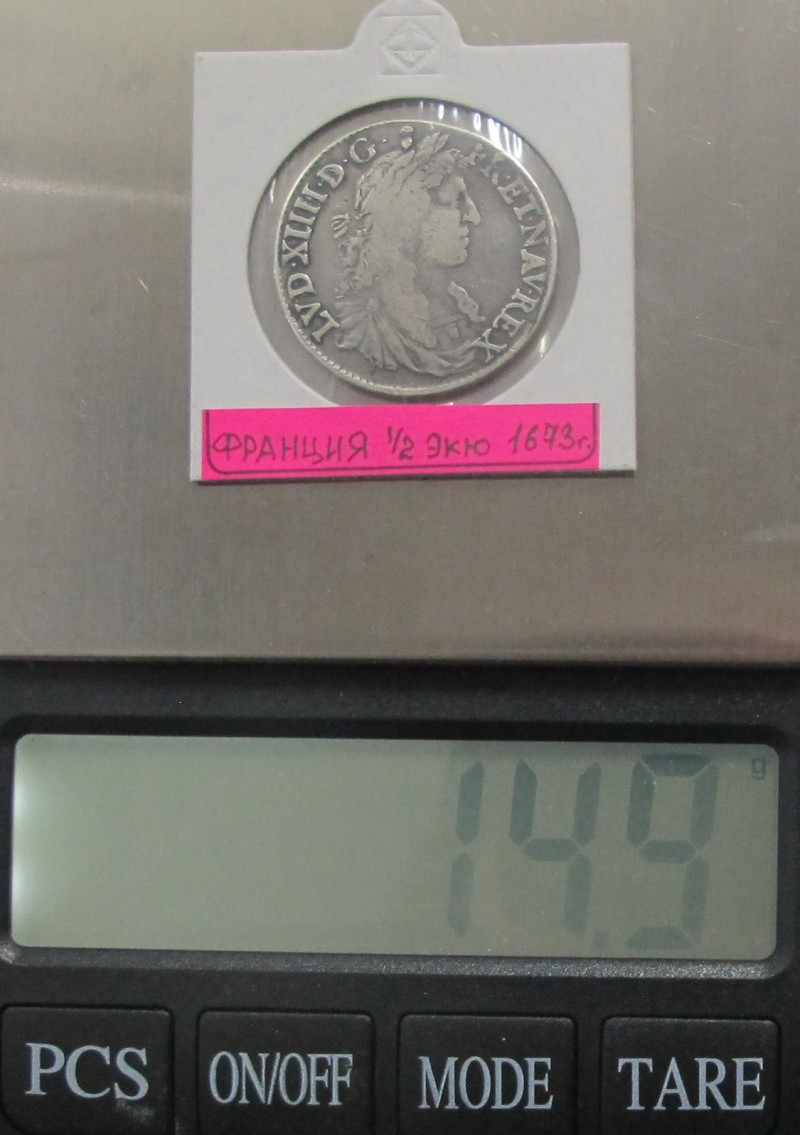 LVD·XIIII·D·G· FR·ET·NAV·REX
ФРАНЦИЯ 1/2 ЭКЮ 1673г.
14.9 g
PCS ON/OFF MODE TARE